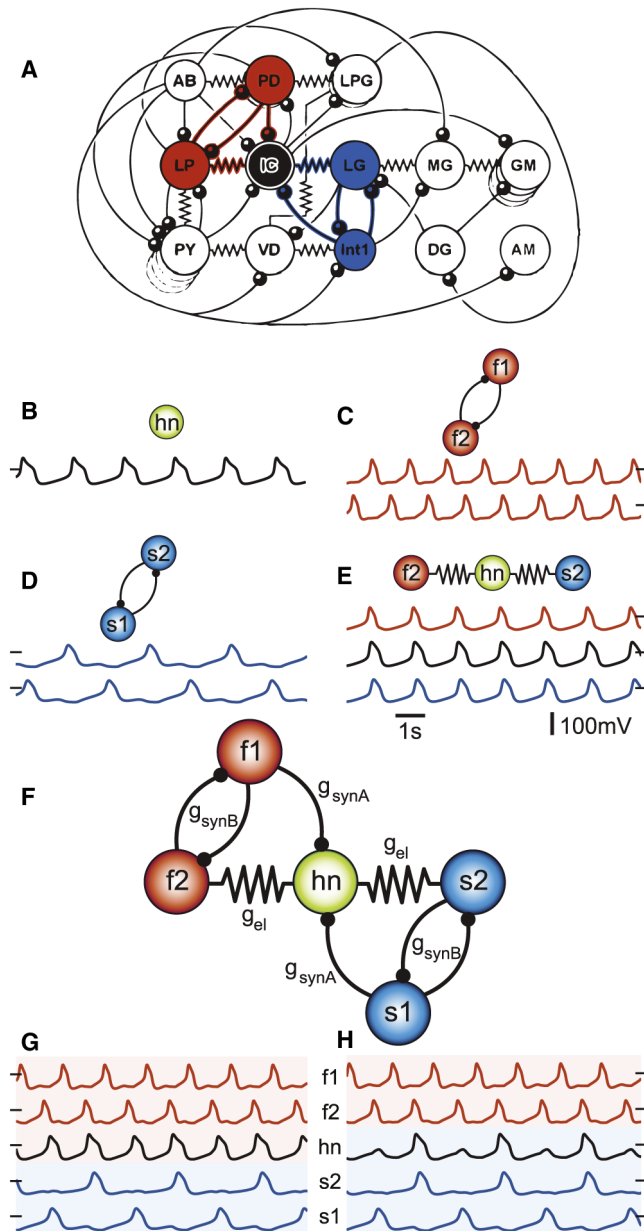 A
AB
PD
LPG
LP
IC
LG
MG
GM
PY
VD
Int1
DG
AM
B
hn
C
f1
f2
D
s2
s1
E
f2
hn
s2
1s
100mV
F
f1
gsynA
gsynB
gel
f2
hn
s2
gel
gsynA
gsynB
s1
G
H
f1
f2
hn
s2
s1